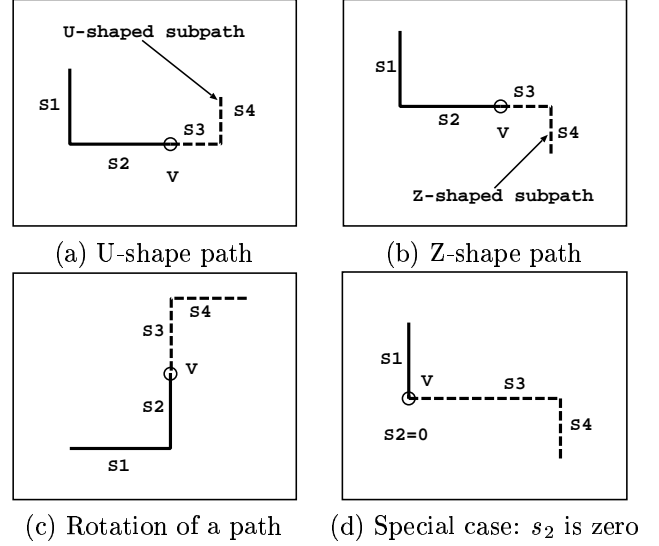 U-shaped subpath
S1
S3
S4
S2
V
(a) U-shape path
S1
S3
S2
V
S4
Z-shaped subpath
(b) Z-shape path
S4
S3
V
S2
S1
(c) Rotation of a path
S1
V
S3
S2=0
S4
(d) Special case: s₂ is zero